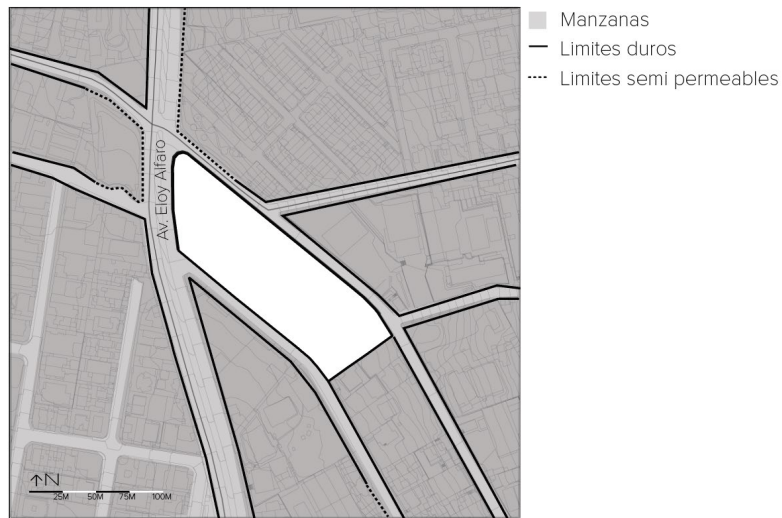 Manzanas
Limites duros
Limites semi permeables
Av. Eloy Alfaro
N
25M 50M 75M 100M